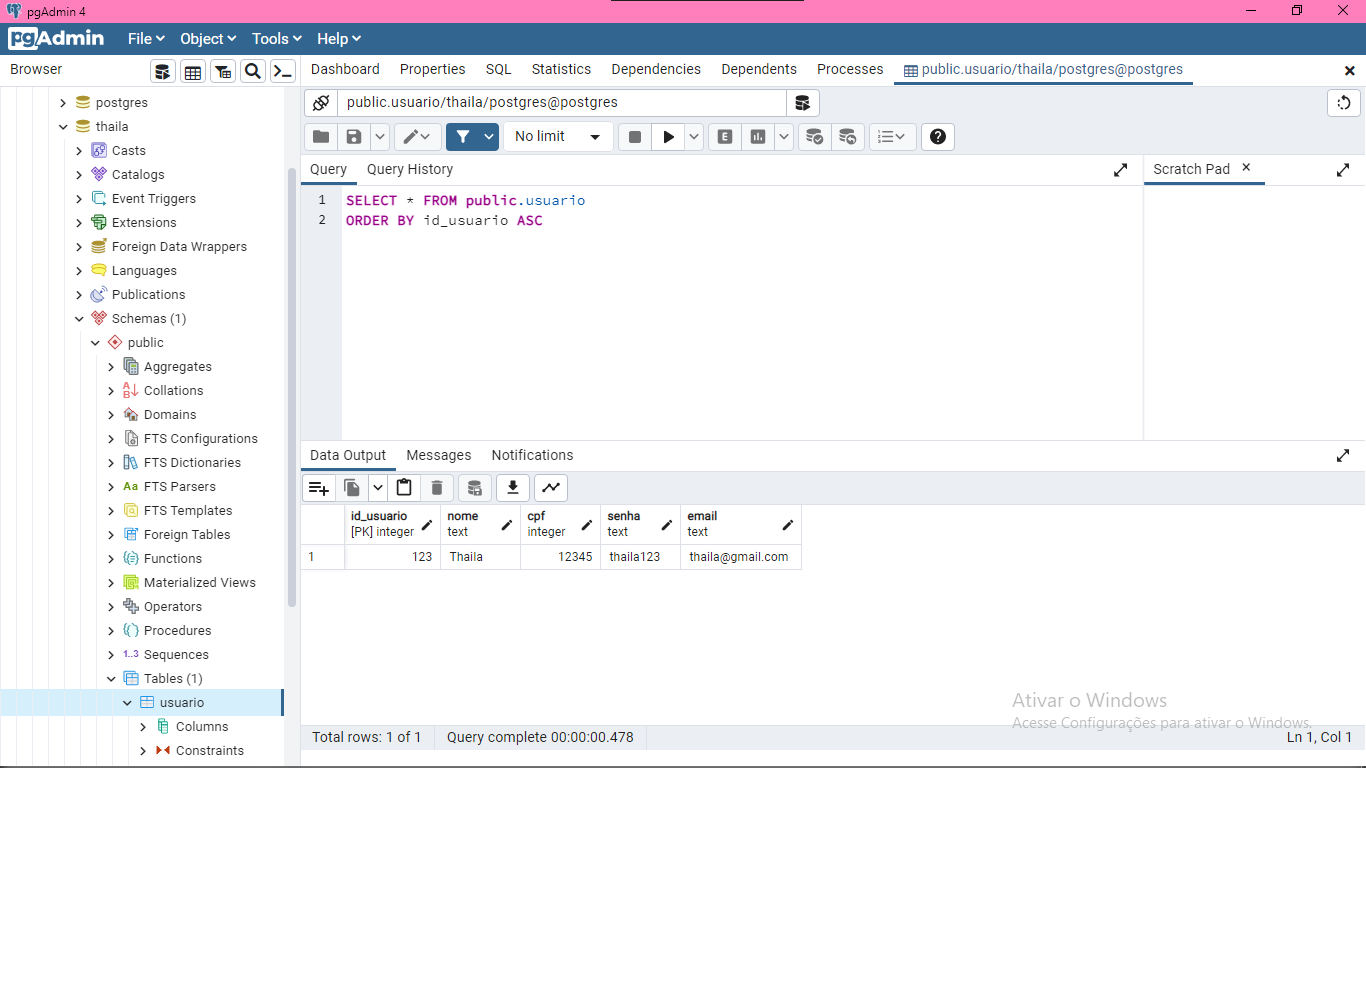 pgAdmin 4
pgAdmin File Object Tools Help
Browser
Dashboard Properties SQL Statistics Dependencies Dependents Processes public.usuario/thaila/postgres@postgres
postgres
thaila
Casts
Catalogs
Event Triggers
Extensions
Foreign Data Wrappers
Languages
Publications
Schemas (1)
public
Aggregates
Collations
Domains
FTS Configurations
FTS Dictionaries
Aa FTS Parsers
FTS Templates
Foreign Tables
Functions
Materialized Views
Operators
Procedures
1..3 Sequences
Tables (1)
usuario
Columns
Constraints
public.usuario/thaila/postgres@postgres
No limit E
Query Query History Scratch Pad
1 SELECT * FROM public.usuario
2 ORDER BY id_usuario ASC
Data Output Messages Notifications
id_usuario nome cpf senha email
[PK] integer text integer text text
1 123 Thaila 12345 thaila123 thaila@gmail.com
Ativar o Windows
Acesse Configurações para ativar o Windows.
Total rows: 1 of 1 Query complete 00:00:00.478 Ln 1, Col 1